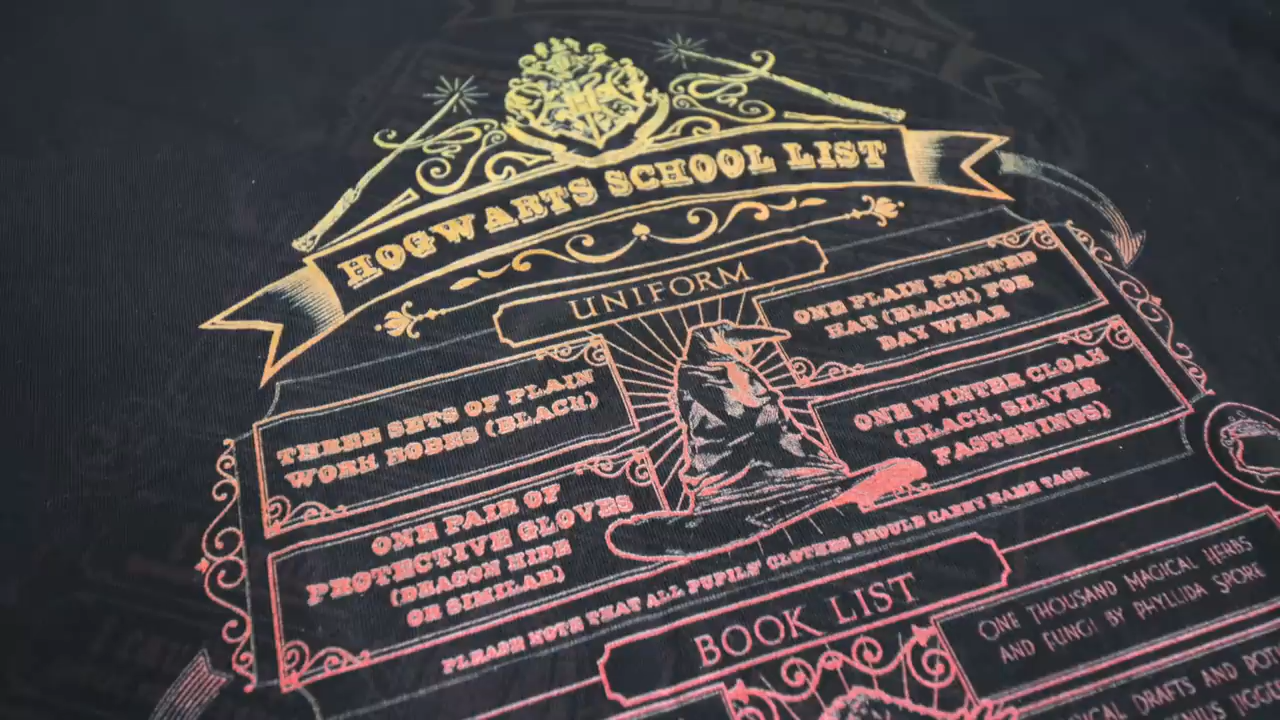 HOGWARTS SCHOOL LIST
UNIFORM
THREE SETS OF PLAIN
WORK ROBES (BLACK)
ONE PLAIN POINTED
HAT (BLACK) FOR
DAY WEAR
ONE PAIR OF
PROTECTIVE GLOVES
(DRAGON HIDE
OR SIMILAR)
ONE WINTER CLOAK
(BLACK, SILVER
FASTENINGS)
PLEASE NOTE THAT ALL PUPILS' CLOTHES SHOULD CARRY NAME TAGS.
BOOK LIST
ONE THOUSAND MAGICAL HERBS
AND FUNGI BY PHYLLIDA SPORE
DRAFTS AND